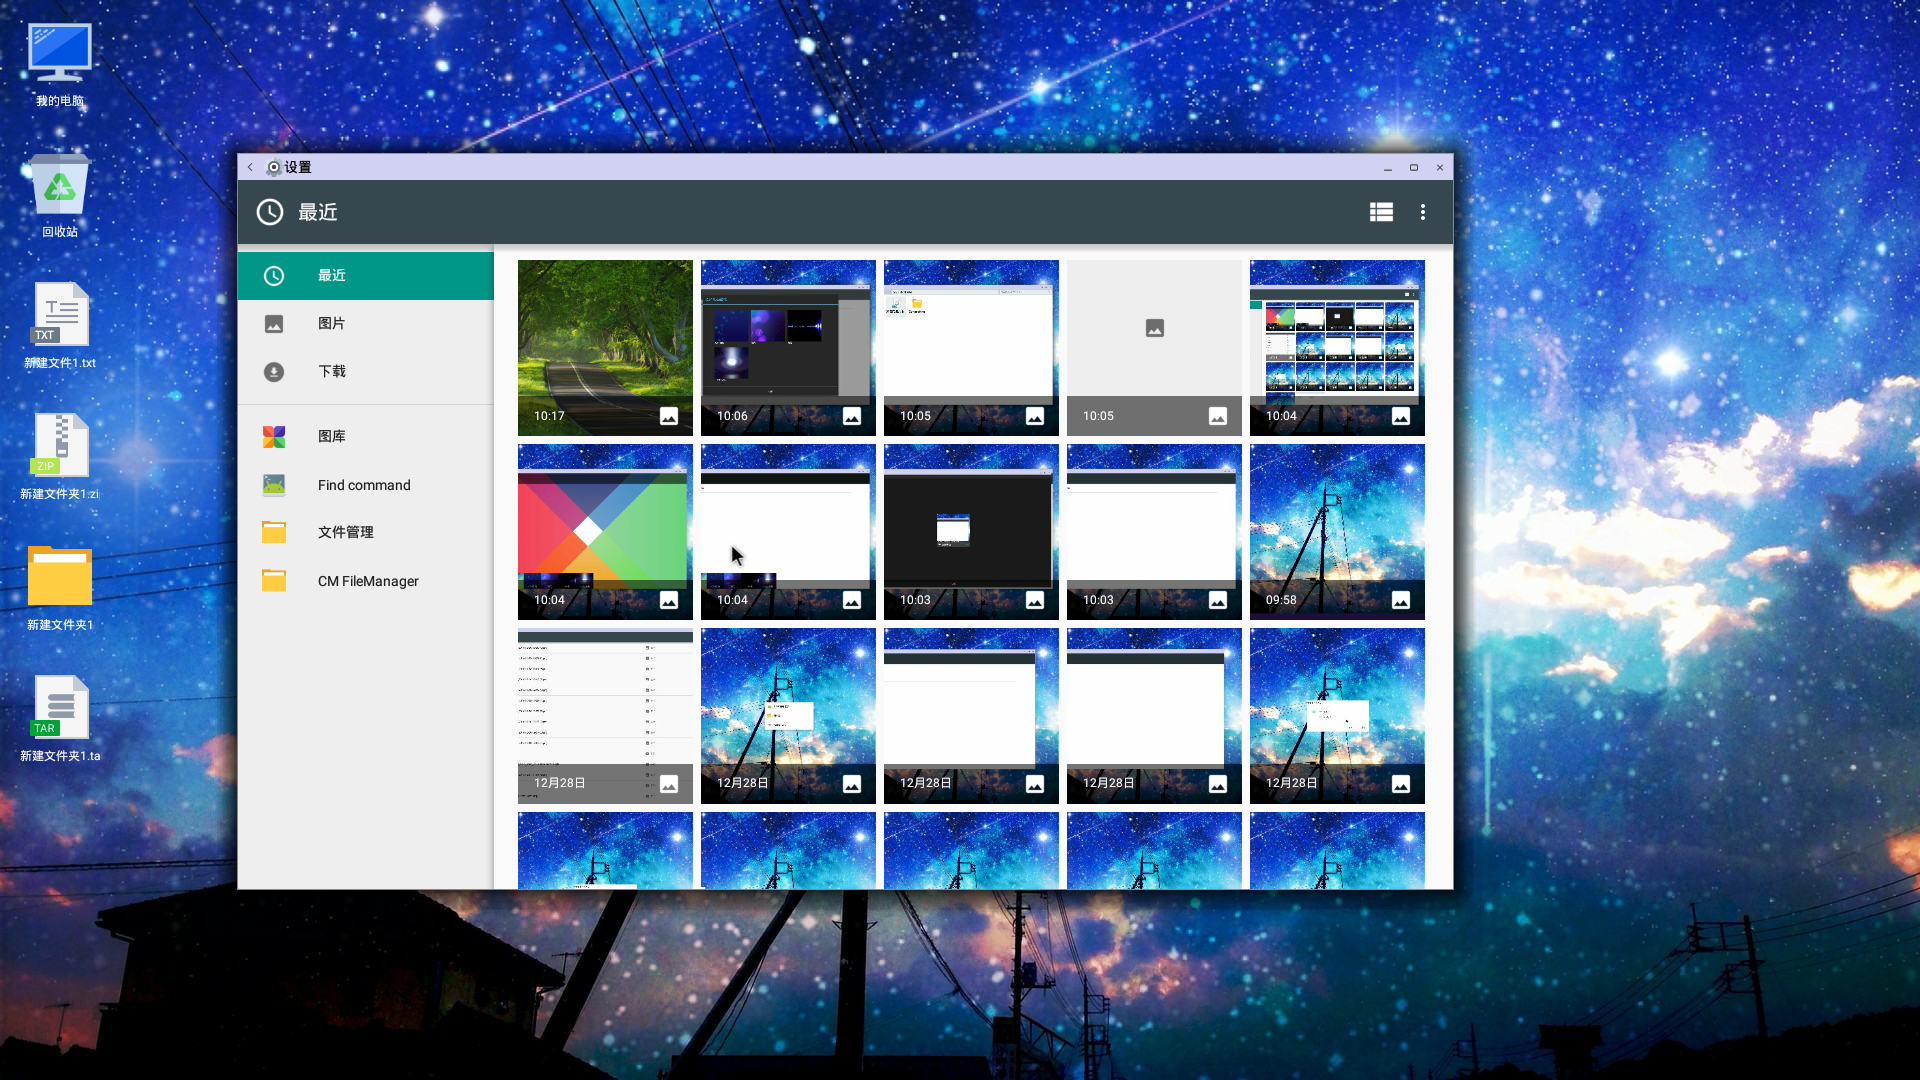 我的电脑
回收站
TXT
新建文件1.txt
ZIP
新建文件夹1.zi
新建文件夹1
TAR
新建文件夹1.ta
设置
最近
最近
图片
下载
图库
Find command
文件管理
CM FileManager
10:17
10:06
10:05
10:05
10:04
10:04
10:04
10:03
10:03
09:58
12月28日
12月28日
12月28日
12月28日
12月28日